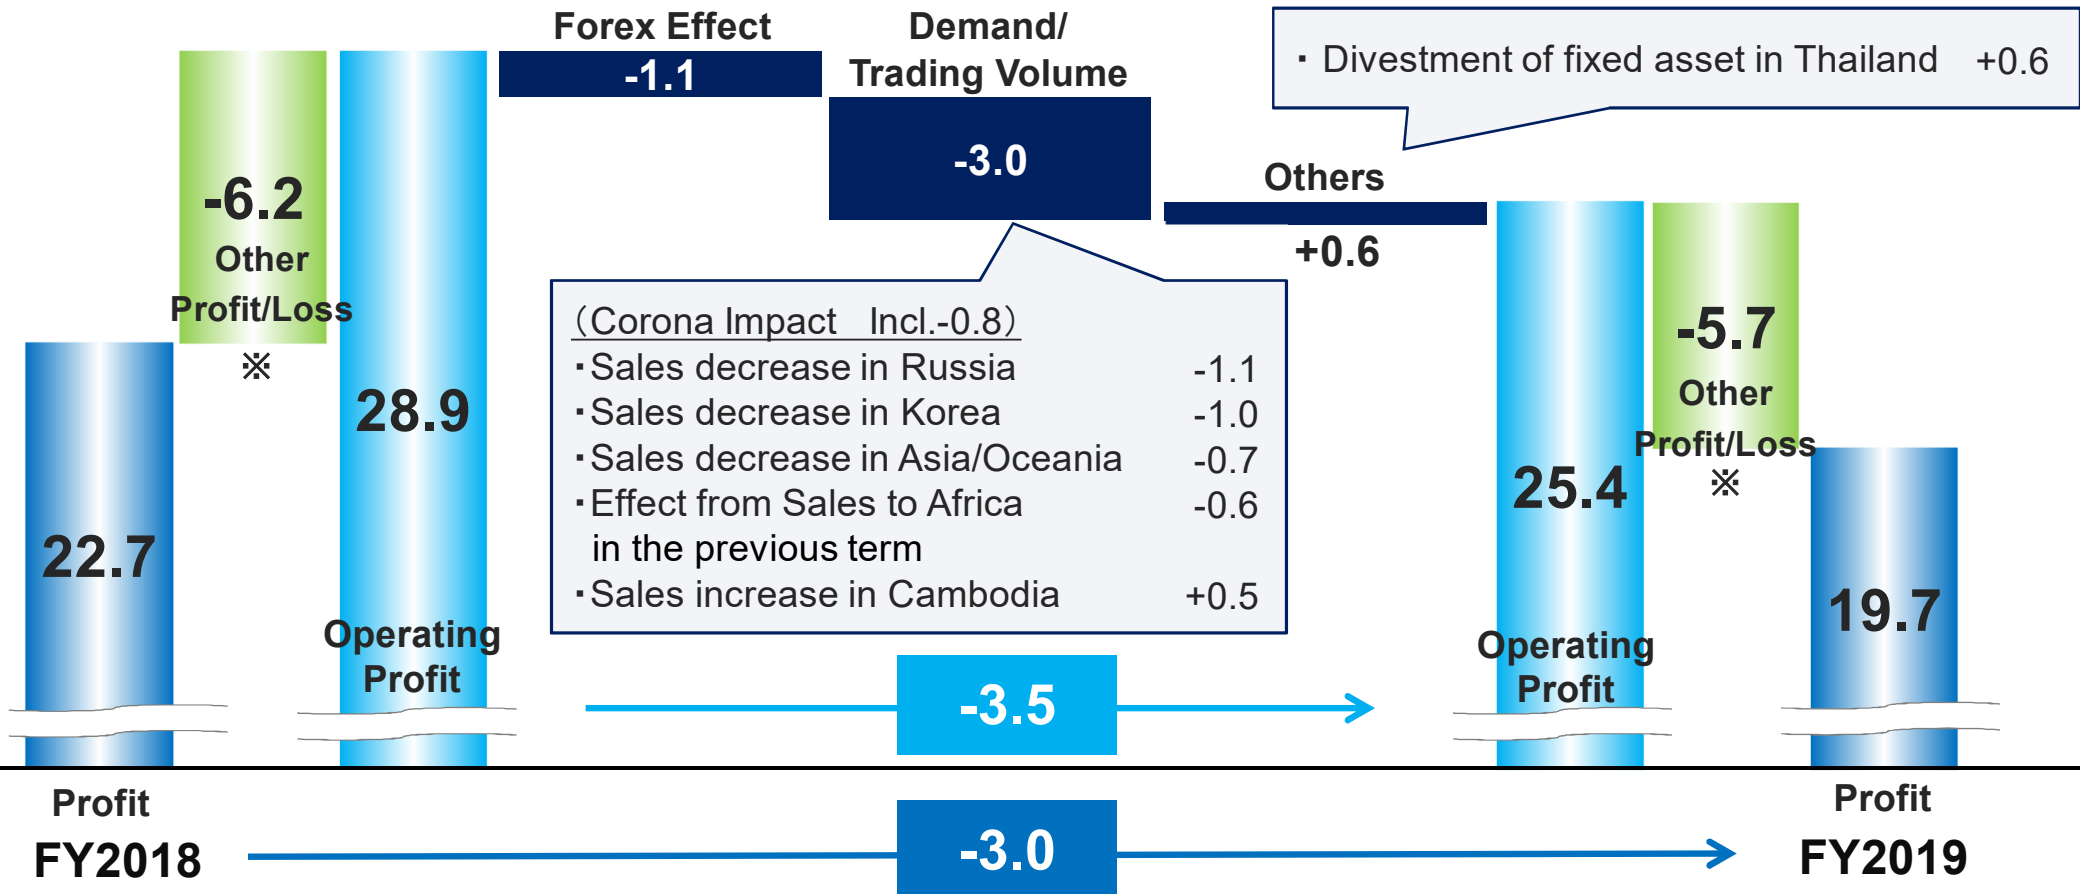 Forex Effect
-1.1
Demand/
Trading Volume
-3.0
・Divestment of fixed asset in Thailand +0.6
Others
+0.6
-6.2
Other
Profit/Loss
※
22.7
28.9
Operating
Profit
（Corona Impact Incl.-0.8）
・Sales decrease in Russia -1.1
・Sales decrease in Korea -1.0
・Sales decrease in Asia/Oceania -0.7
・Effect from Sales to Africa -0.6
in the previous term
・Sales increase in Cambodia +0.5
-5.7
Other
Profit/Loss
※
25.4
Operating
Profit
19.7
-3.5
Profit
FY2018
-3.0
Profit
FY2019